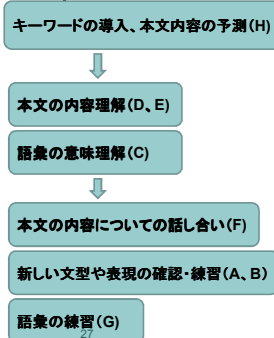 キーワードの導入、本文内容の予測(H)
本文の内容理解(D、E)
語彙の意味理解(C)
本文の内容についての話し合い(F)
新しい文型や表現の確認・練習(A、B)
語彙の練習(G)
27